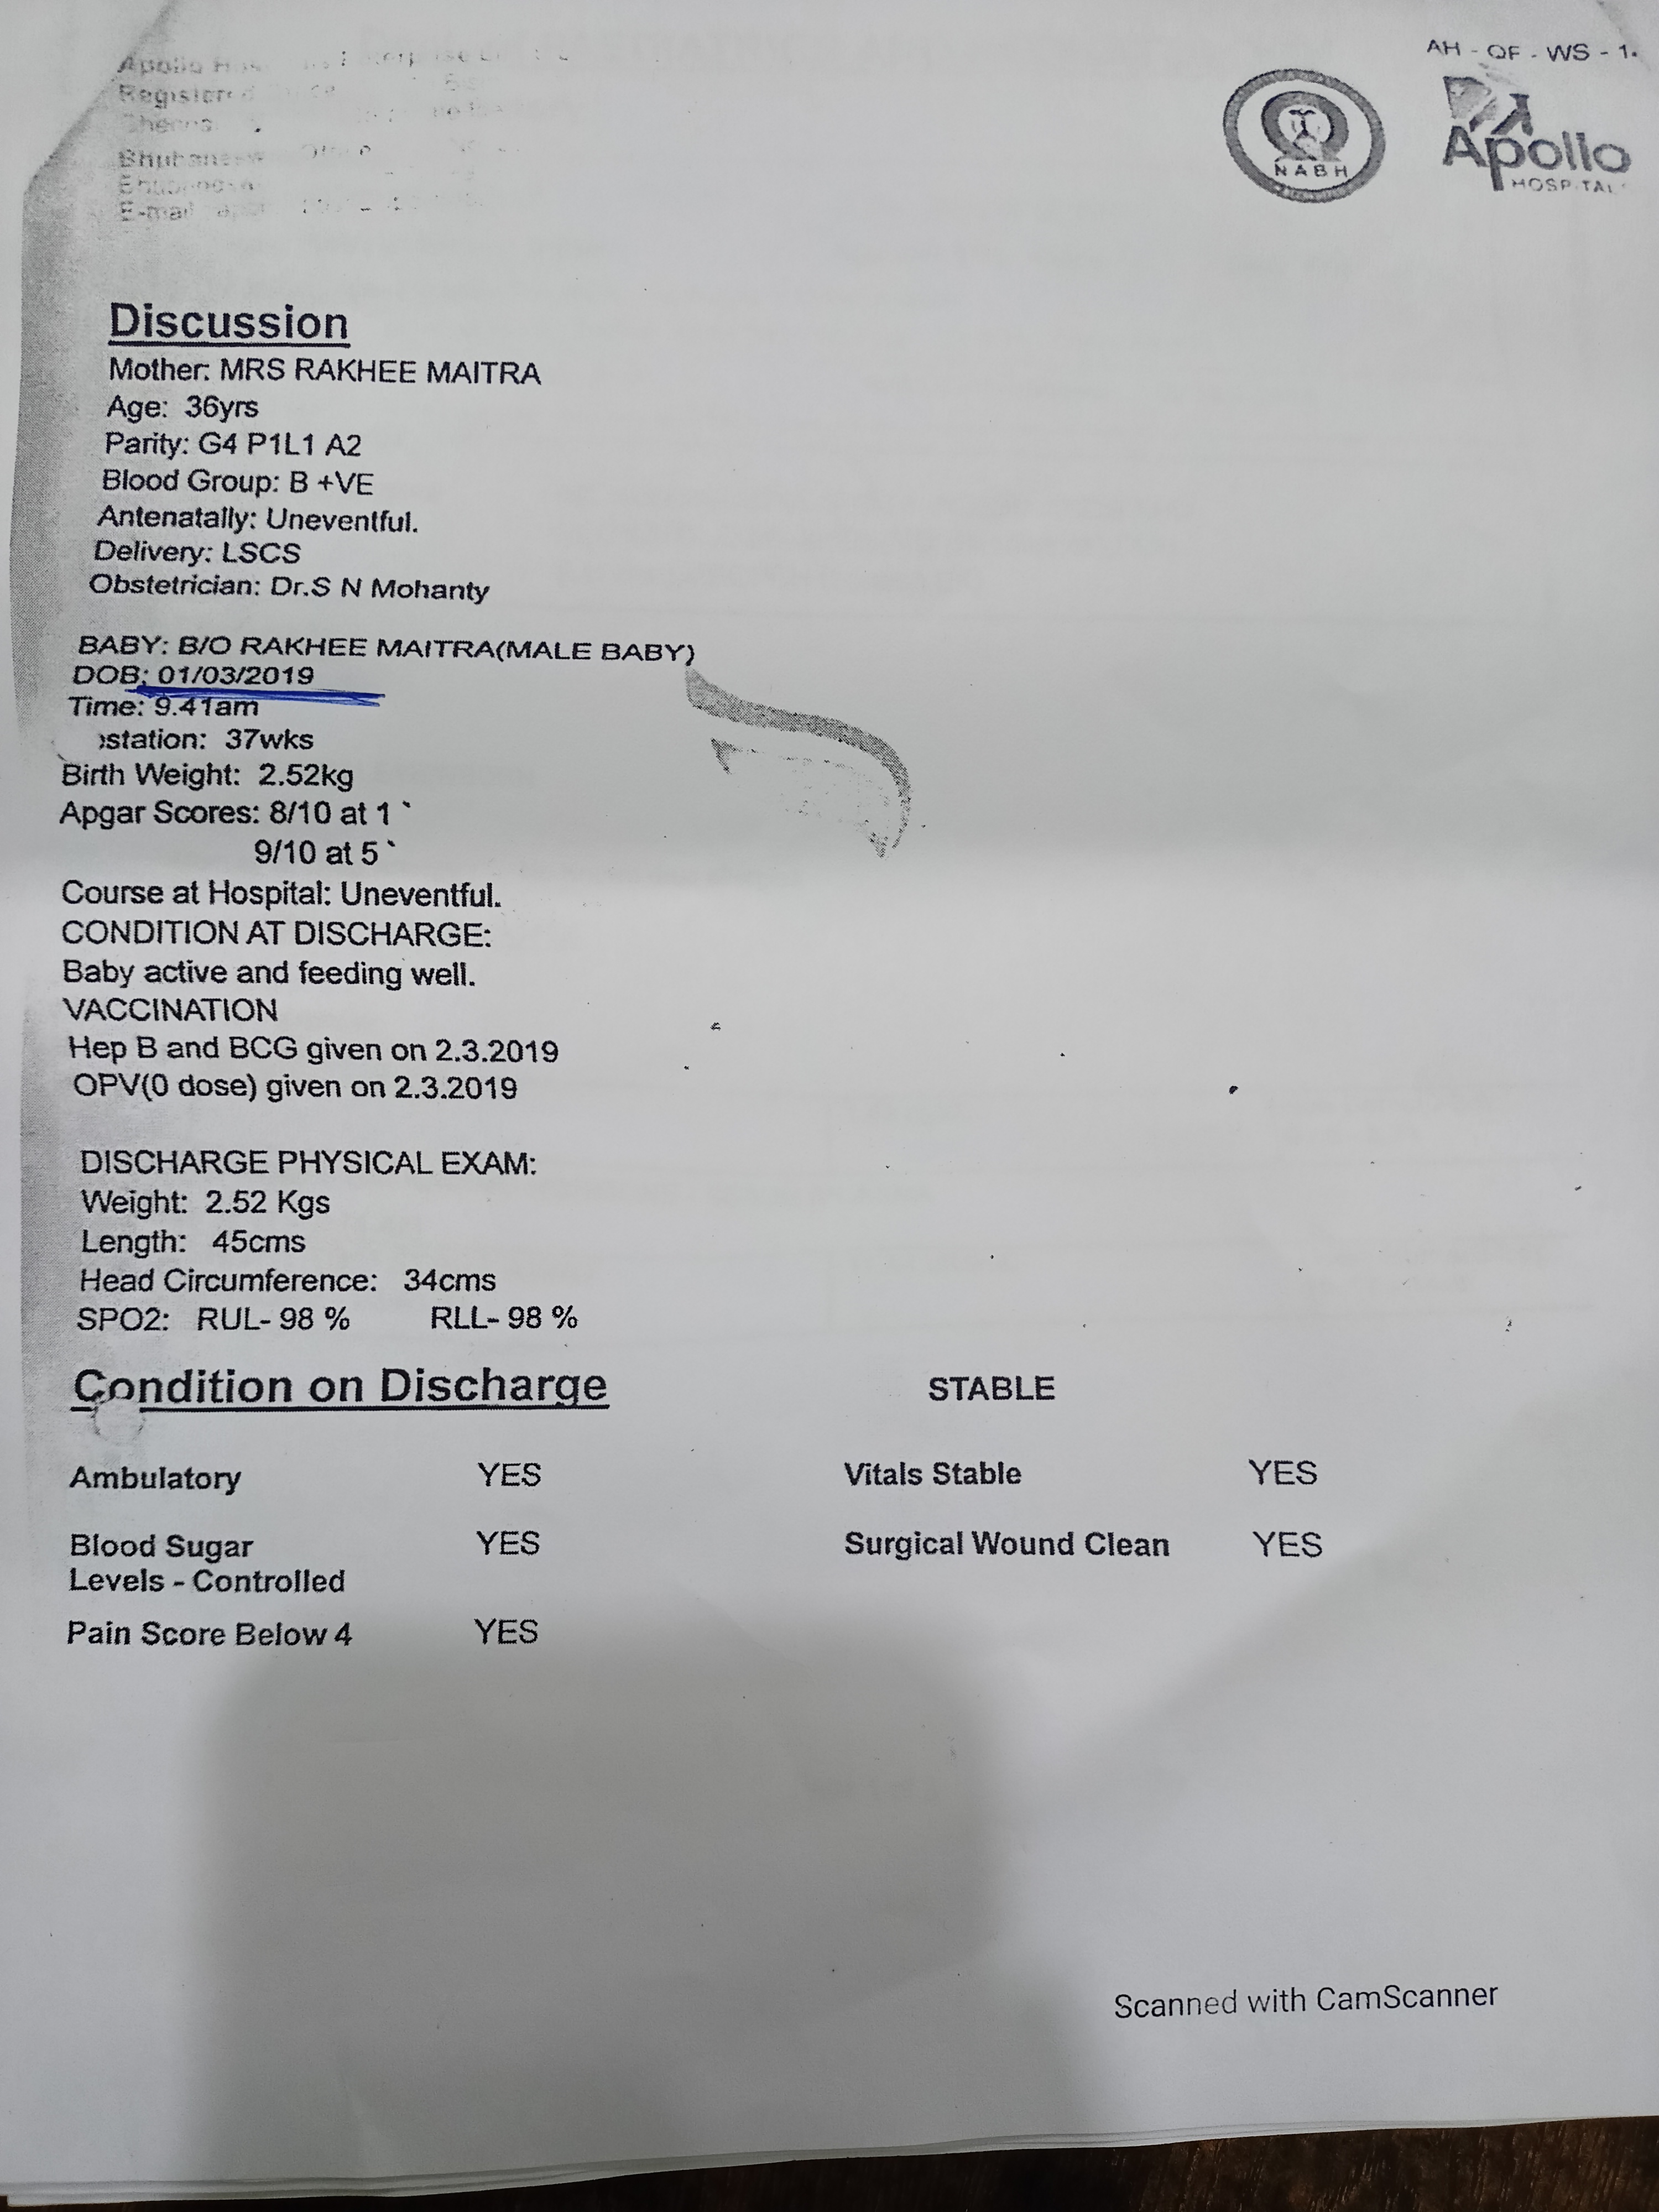 AH - QF - WS - 1
NABH
Apollo
HOSPITALS
Apollo
Registered
E-mail
Discussion
Mother: MRS RAKHEE MAITRA
Age: 36yrs
Parity: G4 P1L1 A2
Blood Group: B +VE
Antenatally: Uneventful.
Delivery: LSCS
Obstetrician: Dr.S N Mohanty
BABY: B/O RAKHEE MAITRA(MALE BABY)
DOB: 01/03/2019
Time: 9.41am
station: 37wks
Birth Weight: 2.52kg
Apgar Scores: 8/10 at 1 `
9/10 at 5 `
Course at Hospital: Uneventful.
CONDITION AT DISCHARGE:
Baby active and feeding well.
VACCINATION
Hep B and BCG given on 2.3.2019
OPV(0 dose) given on 2.3.2019
DISCHARGE PHYSICAL EXAM:
Weight: 2.52 Kgs
Length: 45cms
Head Circumference: 34cms
SPO2: RUL- 98 % RLL- 98 %
Condition on Discharge STABLE
Ambulatory YES Vitals Stable YES
Blood Sugar YES Surgical Wound Clean YES
Levels - Controlled
Pain Score Below 4 YES
Scanned with CamScanner